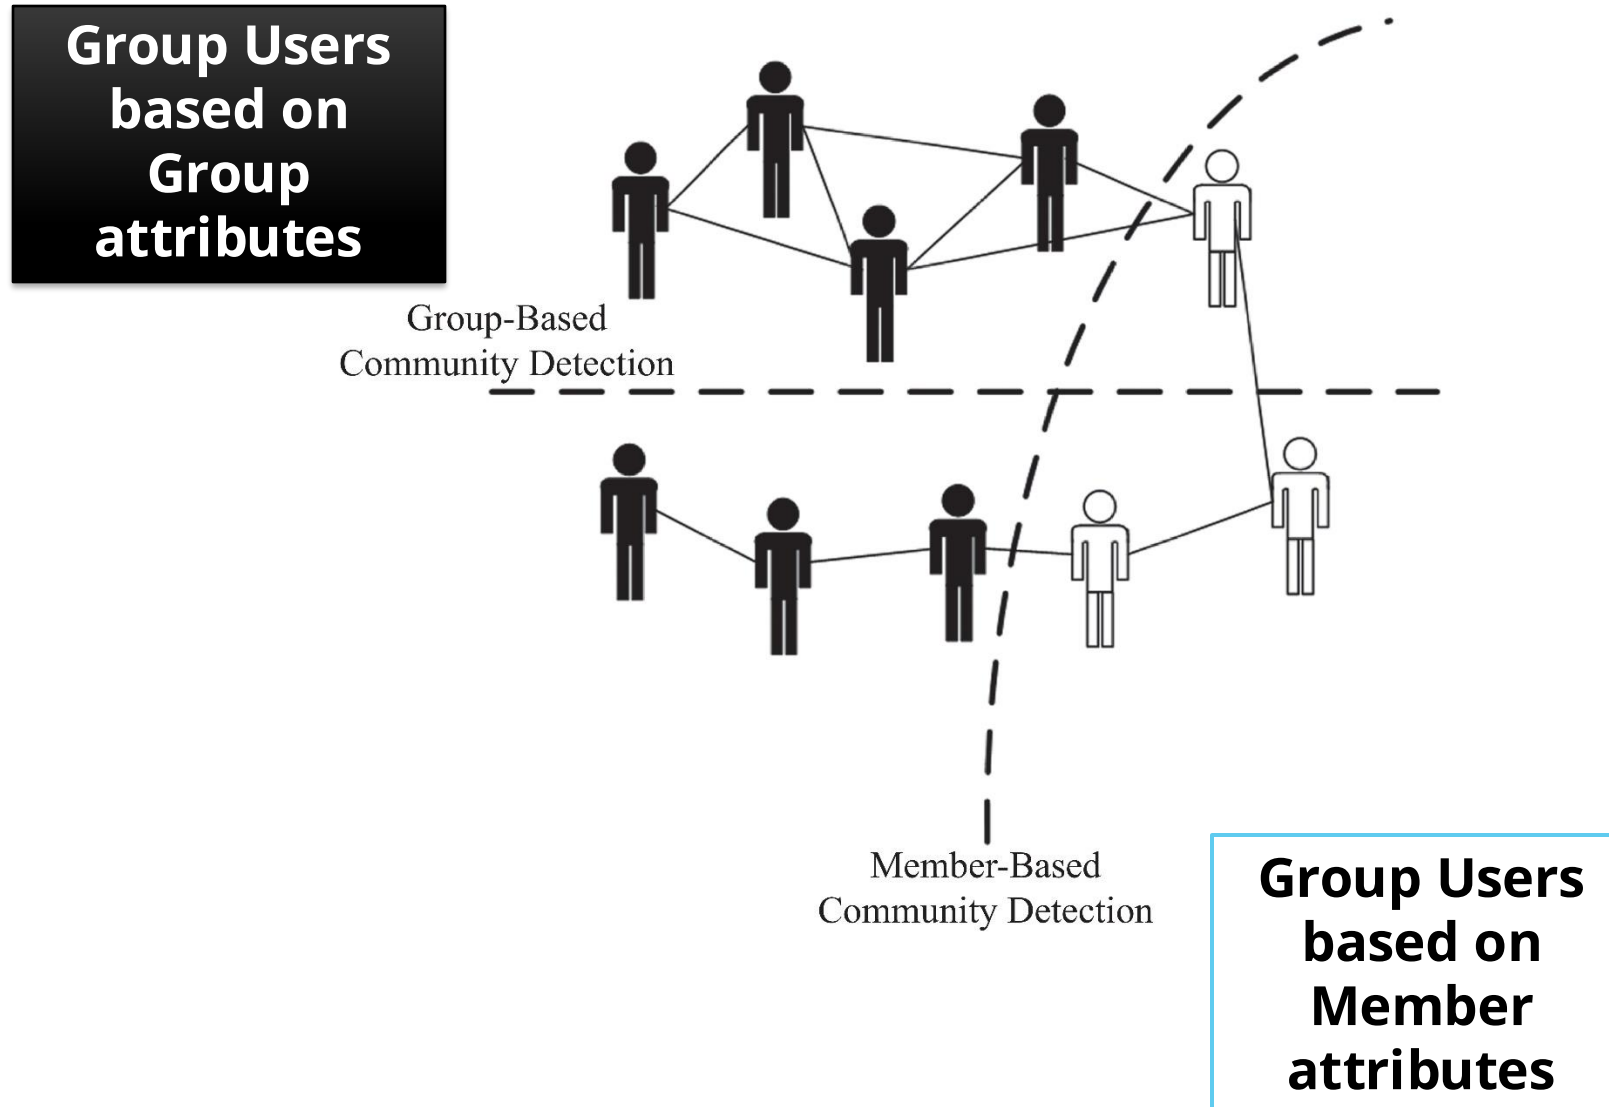 Group Users
based on
Group
attributes
Group-Based
Community Detection
Member-Based
Community Detection
Group Users
based on
Member
attributes